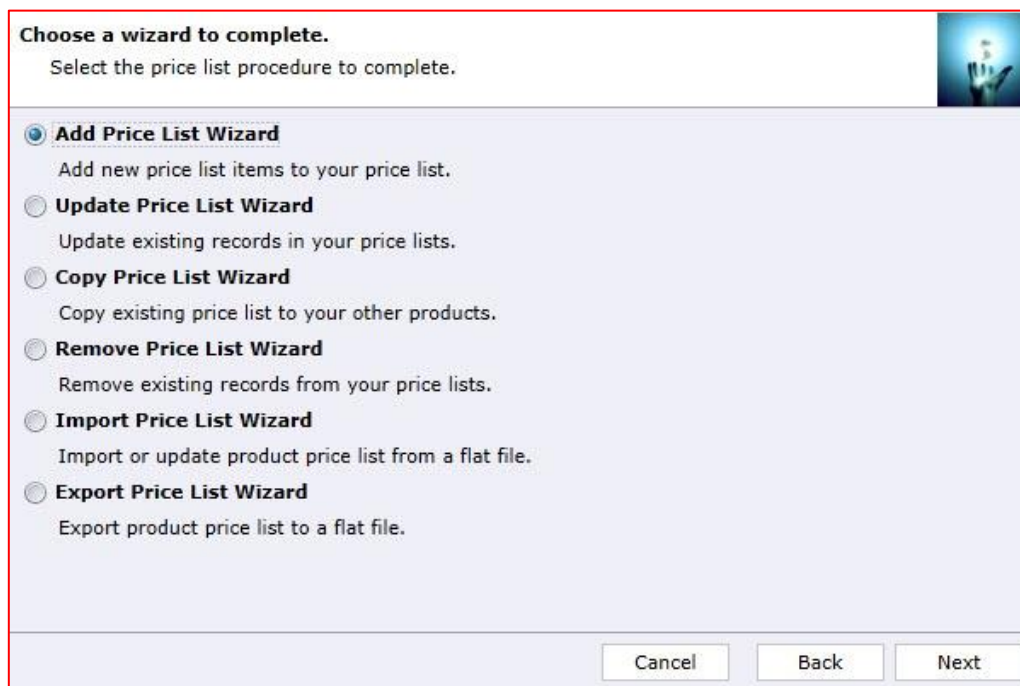 Choose a wizard to complete.
Select the price list procedure to complete.
Add Price List Wizard
Add new price list items to your price list.
Update Price List Wizard
Update existing records in your price lists.
Copy Price List Wizard
Copy existing price list to your other products.
Remove Price List Wizard
Remove existing records from your price lists.
Import Price List Wizard
Import or update product price list from a flat file.
Export Price List Wizard
Export product price list to a flat file.
Cancel Back Next